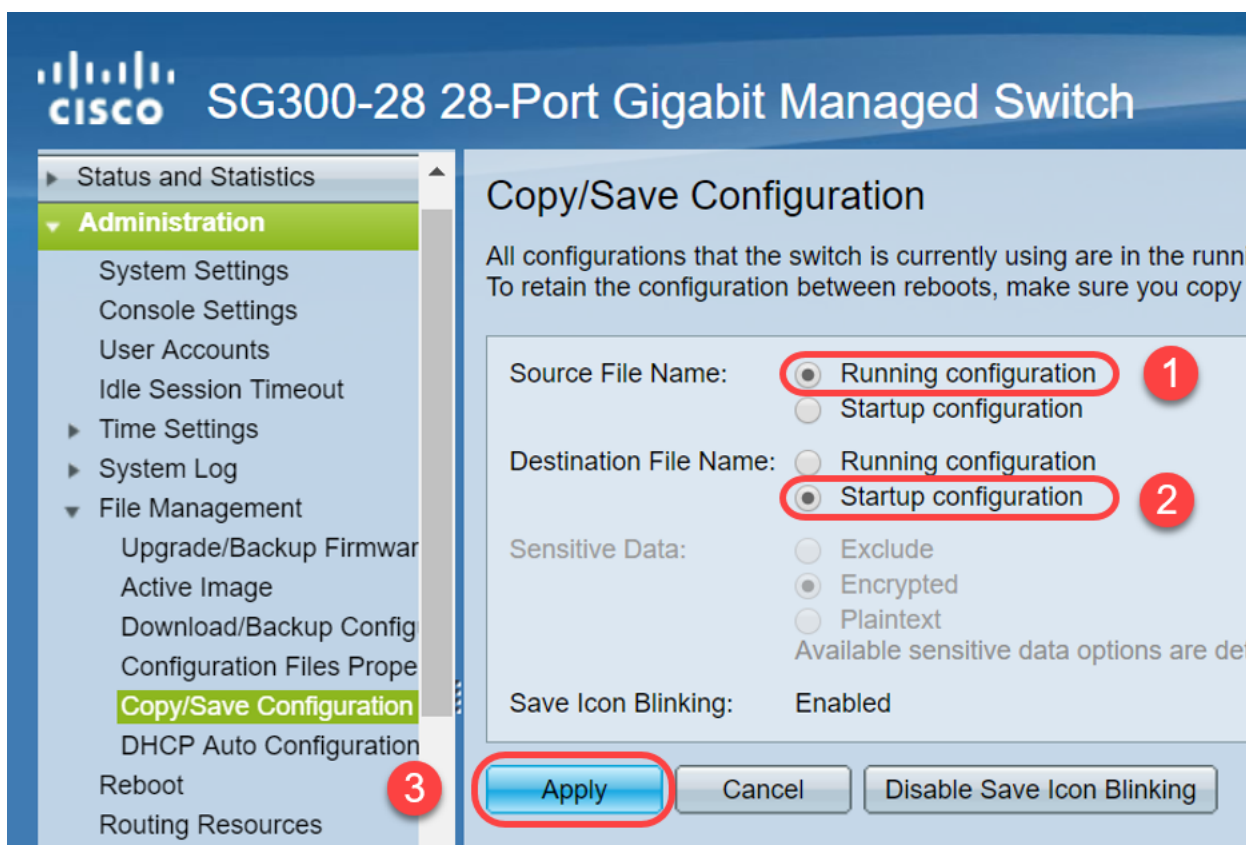 CISCO SG300-28 28-Port Gigabit Managed Switch
Status and Statistics
Administration
System Settings
Console Settings
User Accounts
Idle Session Timeout
Time Settings
System Log
File Management
Upgrade/Backup Firmwar
Active Image
Download/Backup Config
Configuration Files Prope
Copy/Save Configuration
DHCP Auto Configuration
Reboot
Routing Resources
Copy/Save Configuration
All configurations that the switch is currently using are in the runn
To retain the configuration between reboots, make sure you copy
Source File Name: Running configuration 1
Startup configuration
Destination File Name: Running configuration
Startup configuration 2
Sensitive Data: Exclude
Encrypted
Plaintext
Available sensitive data options are det
Save Icon Blinking: Enabled
3 Apply Cancel Disable Save Icon Blinking